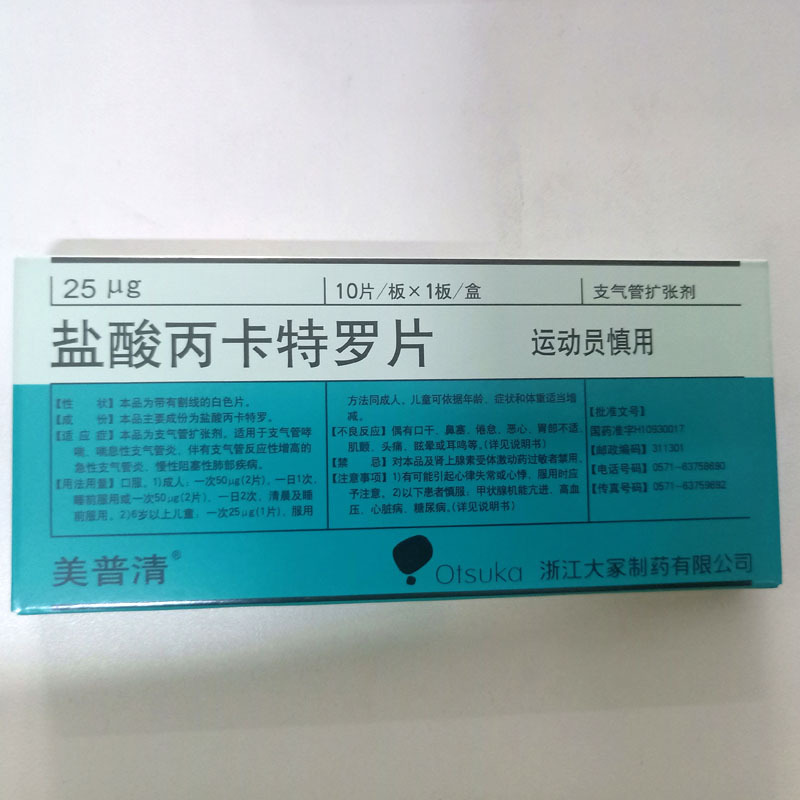 25 μg
10片/板×1板/盒
支气管扩张剂
盐酸丙卡特罗片
运动员慎用
【性 状】本品为带有割线的白色片。
【成 份】本品主要成份为盐酸丙卡特罗。
【适应症】本品为支气管扩张剂。适用于支气管哮
喘、喘息性支气管炎、伴有支气管反应性增高的
急性支气管炎、慢性阻塞性肺部疾病。
【用法用量】口服。1)成人:一次50μg(2片),一日1次,
睡前服用或一次50μg(2片),一日2次,清晨及睡
前服用。2)6岁以上儿童:一次25μg(1片),服用
方法同成人。儿童可依据年龄、症状和体重适当增
减。
【不良反应】偶有口干、鼻塞、倦怠、恶心、胃部不适、
肌颤、头痛、眩晕或耳鸣等。(详见说明书)
【禁 忌】对本品及肾上腺素受体激动药过敏者禁用。
【注意事项】1)有可能引起心律失常或心悸,服用时应
予注意。2)以下患者慎服:甲状腺机能亢进、高血
压、心脏病、糖尿病。(详见说明书)
【批准文号】
国药准字H10930017
【邮政编码】311301
【电话号码】0571-63759690
【传真号码】0571-63759692
美普清®
Otsuka 浙江大冢制药有限公司